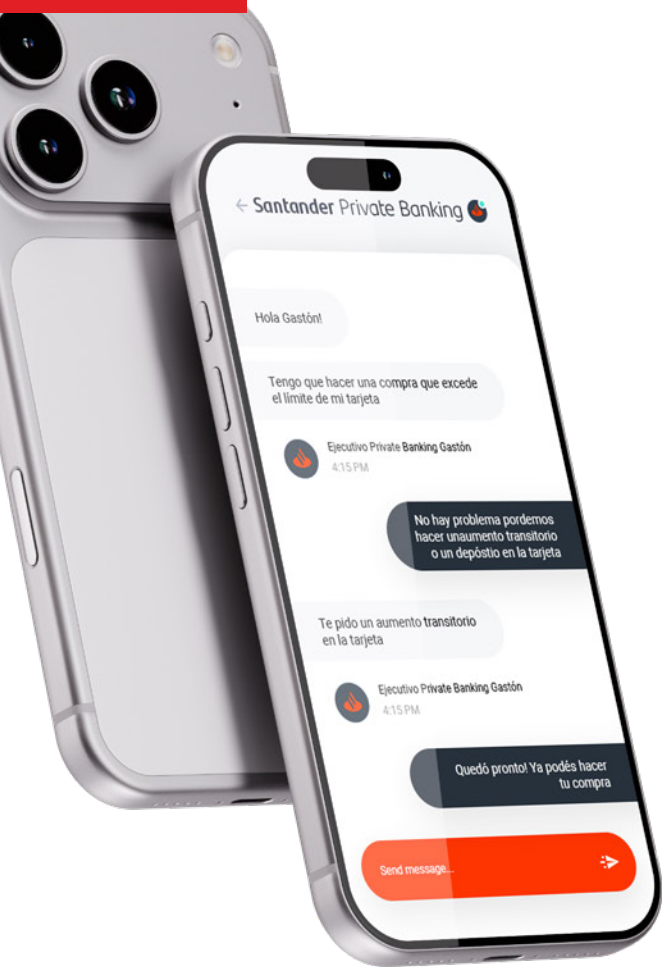 Santander Private Banking
Hola Gastón!
Tengo que hacer una compra que excede
el límite de mi tarjeta
Ejecutivo Private Banking Gastón
4:15 PM
No hay problema pordemos
hacer unaumento transitorio
o un depóstio en la tarjeta
Te pido un aumento transitorio
en la tarjeta
Ejecutivo Private Banking Gastón
4:15 PM
Quedó pronto! Ya podés hacer
tu compra
Send message...